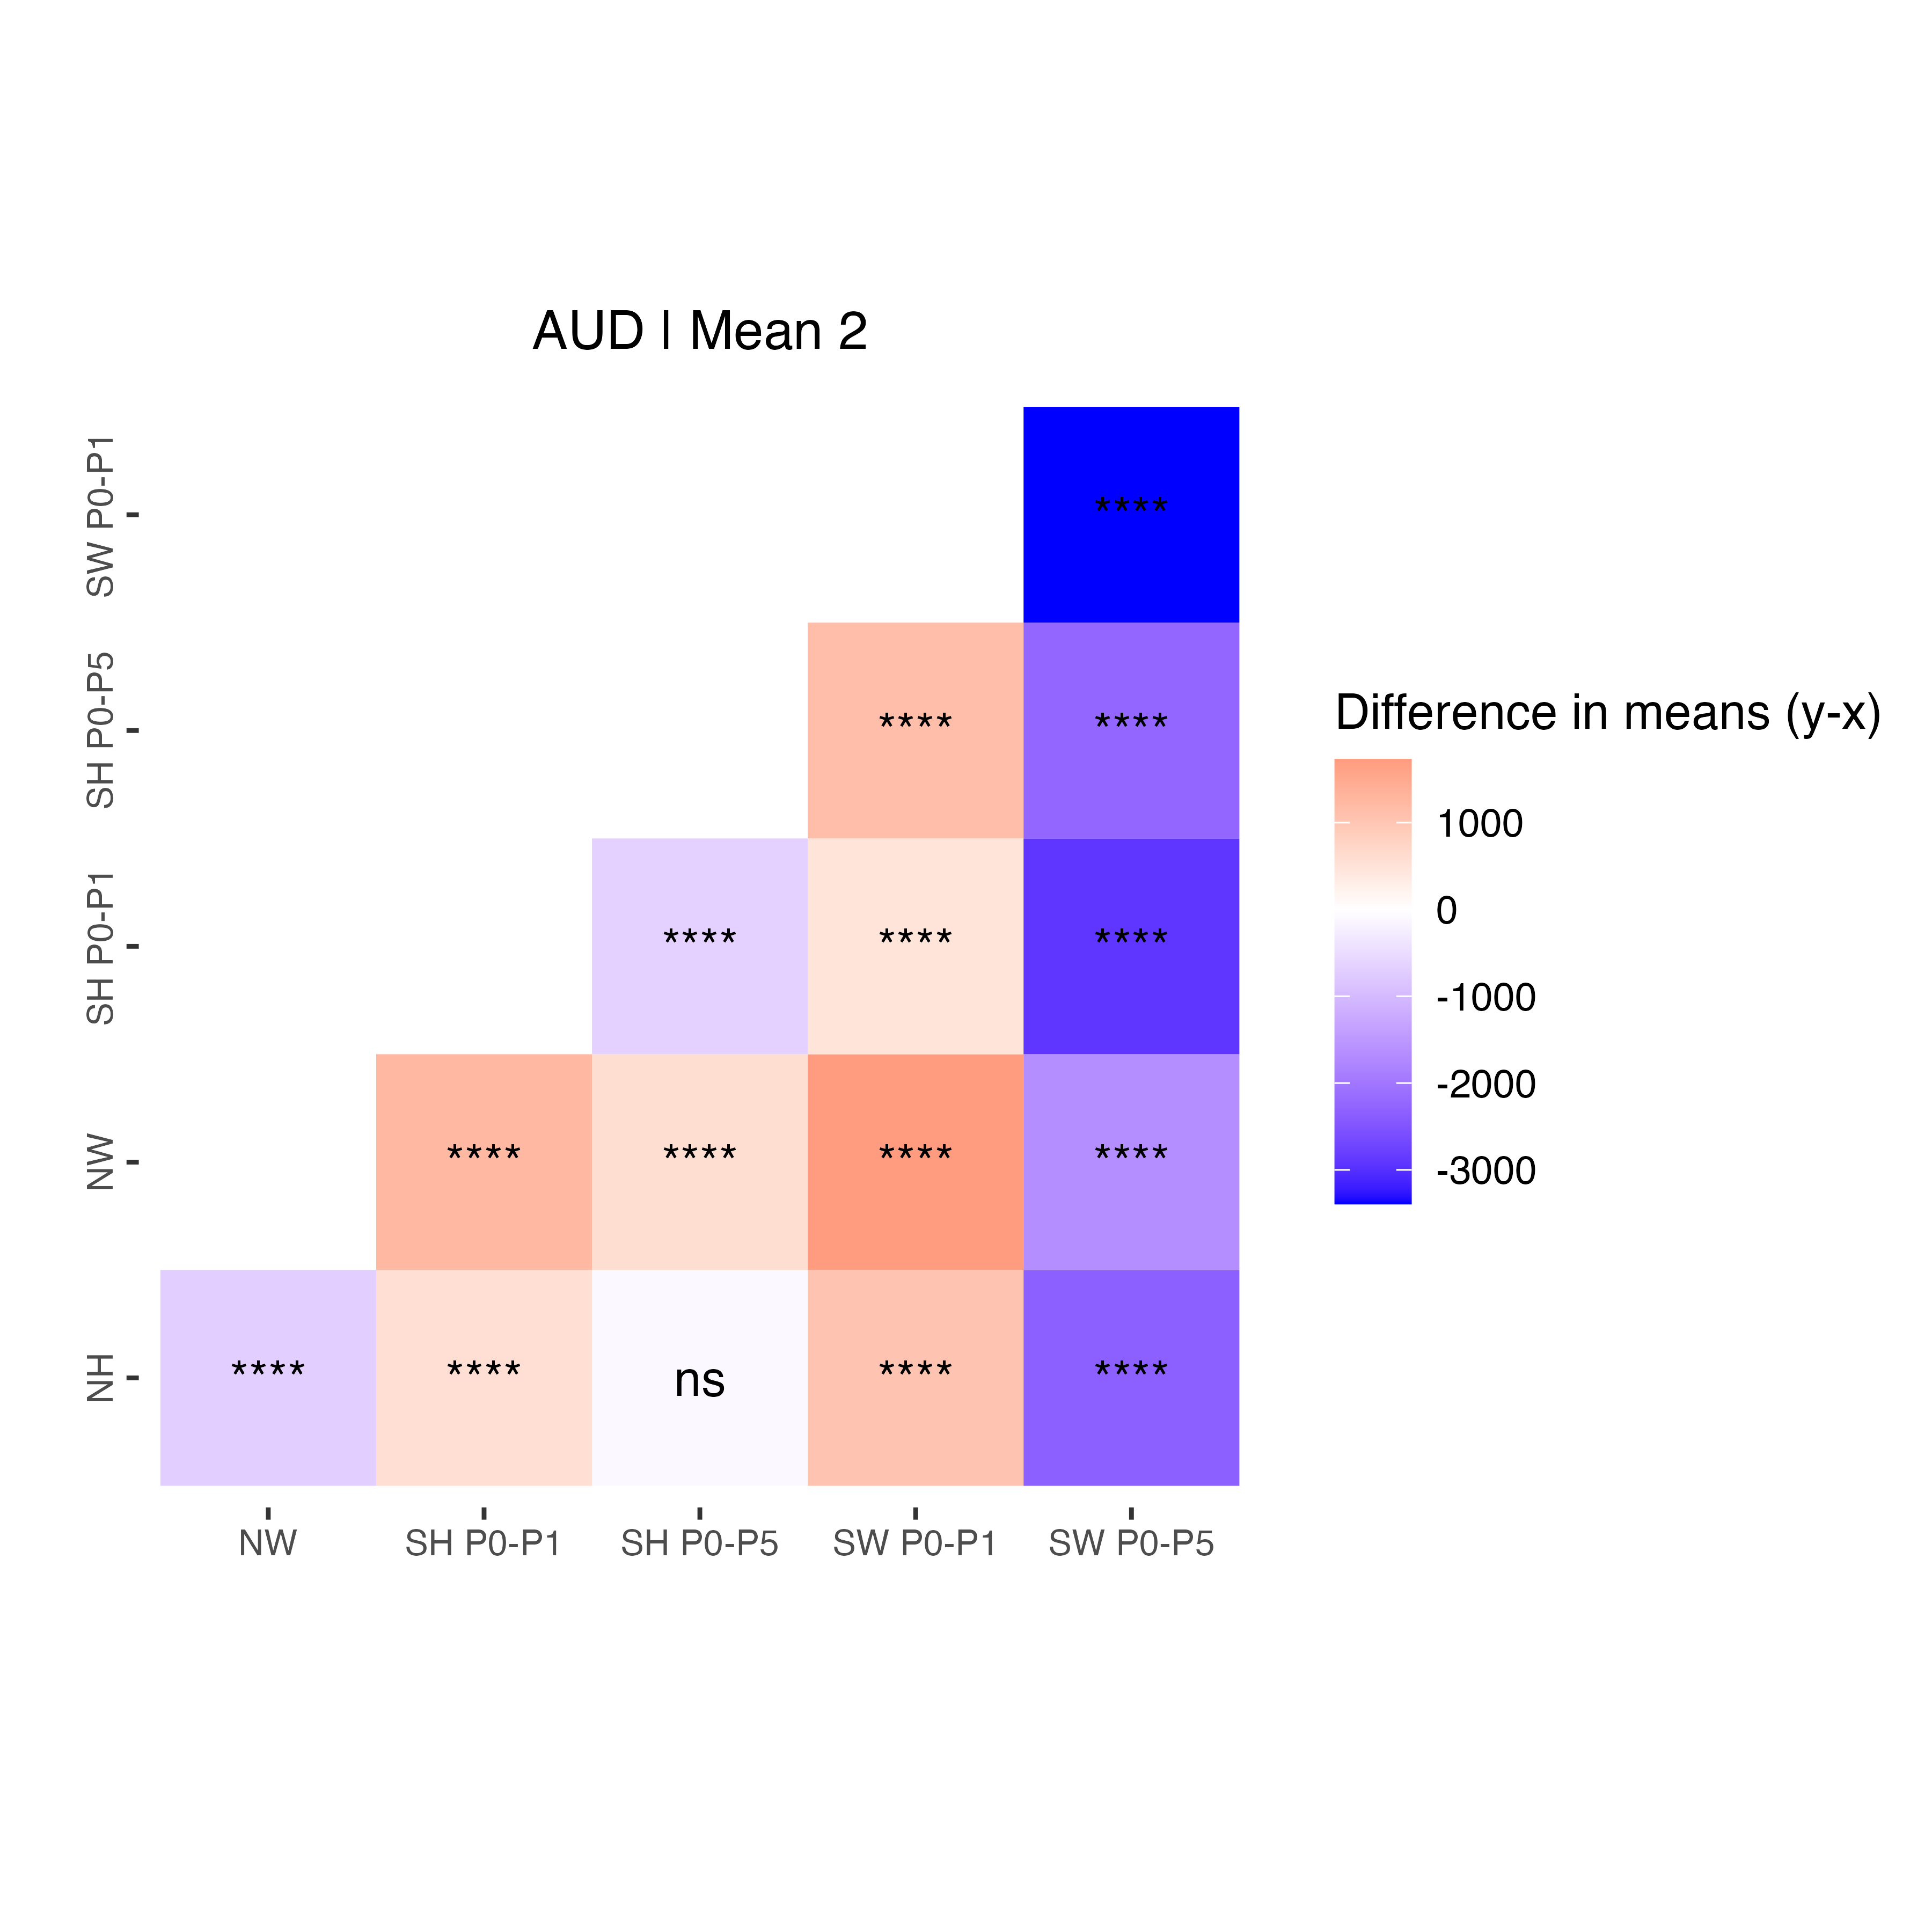 AUD | Mean 2
SW P0-P1
SH P0-P5
SH P0-P1
NW
NH
****
**** ****
**** **** ****
**** **** **** ****
**** **** ns **** ****
NW SH P0-P1 SH P0-P5 SW P0-P1 SW P0-P5
Difference in means (y-x)
1000
0
-1000
-2000
-3000